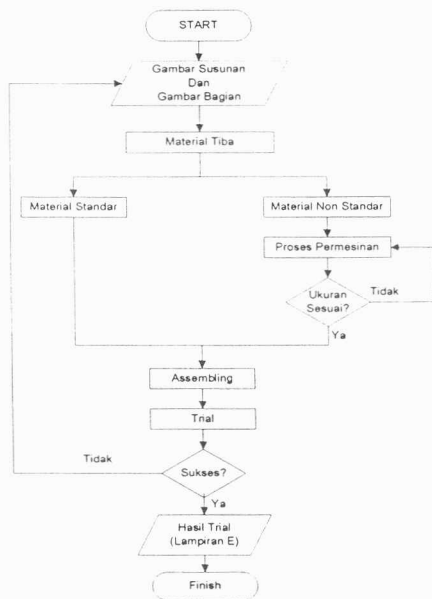 START
Gambar Susunan
Dan
Gambar Bagian
Material Tiba
Material Standar
Material Non Standar
Proses Permesinan
Ukuran
Sesuai?
Tidak
Ya
Assembling
Trial
Tidak
Sukses?
Ya
Hasil Trial
(Lampiran E)
Finish